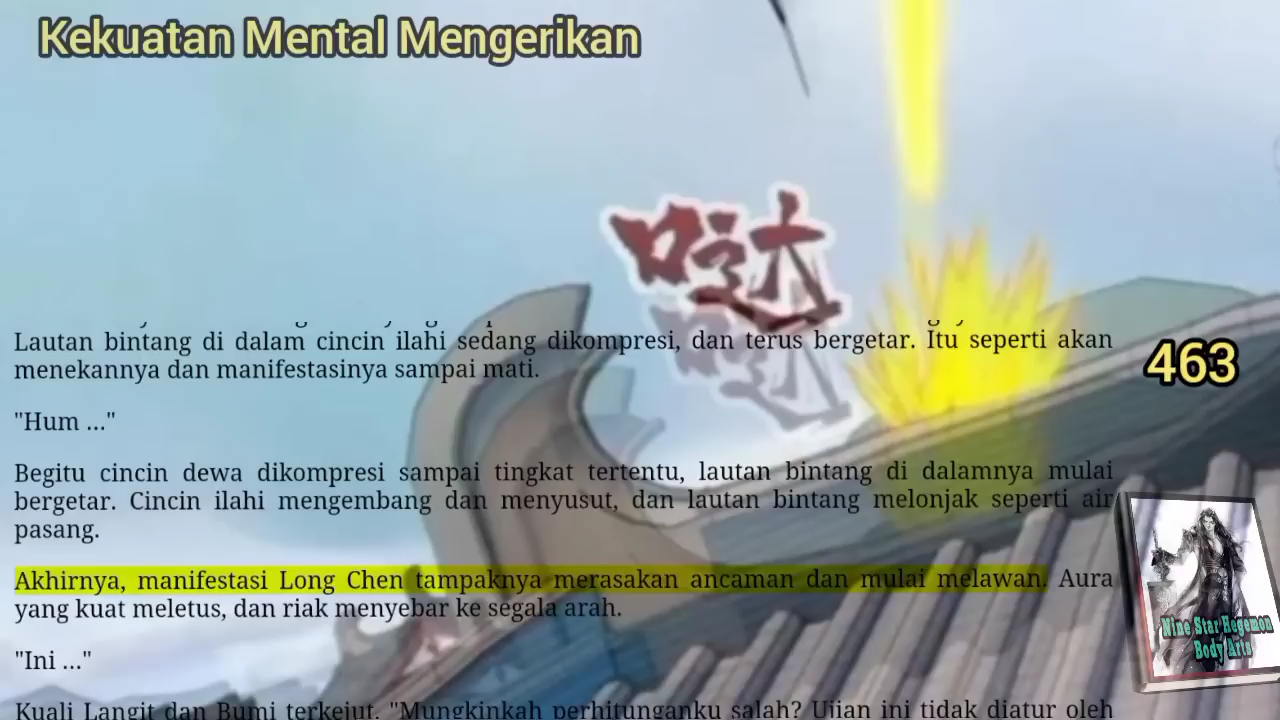 Kekuatan Mental Mengerikan
哒
Lautan bintang di dalam cincin ilahi sedang dikompresi, dan terus bergetar. Itu seperti akan
menekannya dan manifestasinya sampai mati.
463
"Hum ..."
Begitu cincin dewa dikompresi sampai tingkat tertentu, lautan bintang di dalamnya mulai
bergetar. Cincin ilahi mengembang dan menyusut, dan lautan bintang melonjak seperti air
pasang.
Akhirnya, manifestasi Long Chen tampaknya merasakan ancaman dan mulai melawan. Aura
yang kuat meletus, dan riak menyebar ke segala arah.
Nine Star Hegemon
Body Arts
"Ini ..."
Kuali Langit dan Bumi terkejut. "Mungkinkah perhitunganku salah? Ujian ini tidak diatur oleh